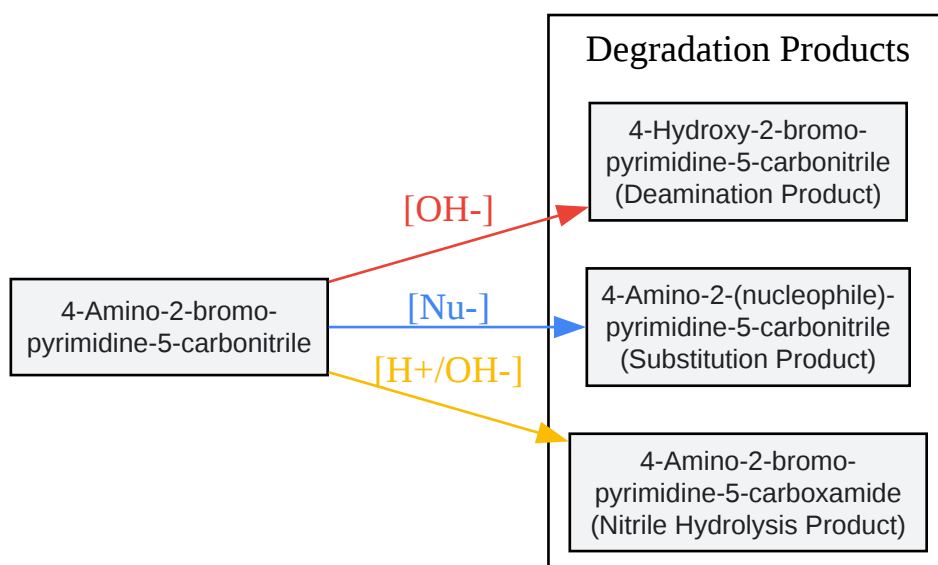 Degradation Products
4-Hydroxy-2-bromo-
pyrimidine-5-carbonitrile
(Deamination Product)
[OH-]
4-Amino-2-bromo-
pyrimidine-5-carbonitrile
[Nu-]
4-Amino-2-(nucleophile)-
pyrimidine-5-carbonitrile
(Substitution Product)
[H+/OH-]
4-Amino-2-bromo-
pyrimidine-5-carboxamide
(Nitrile Hydrolysis Product)